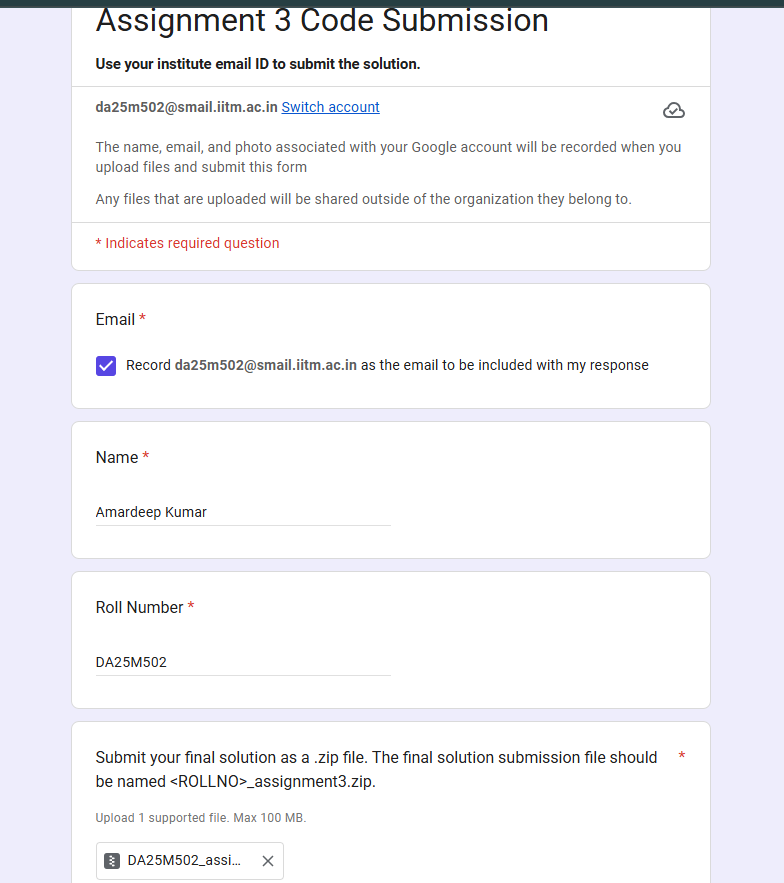 Assignment 3 Code Submission
Use your institute email ID to submit the solution.
da25m502@smail.iitm.ac.in Switch account
The name, email, and photo associated with your Google account will be recorded when you
upload files and submit this form
Any files that are uploaded will be shared outside of the organization they belong to.
* Indicates required question
Email *
Record da25m502@smail.iitm.ac.in as the email to be included with my response
Name *
Amardeep Kumar
Roll Number *
DA25M502
Submit your final solution as a .zip file. The final solution submission file should *
be named <ROLLNO>_assignment3.zip.
Upload 1 supported file. Max 100 MB.
DA25M502_assi...